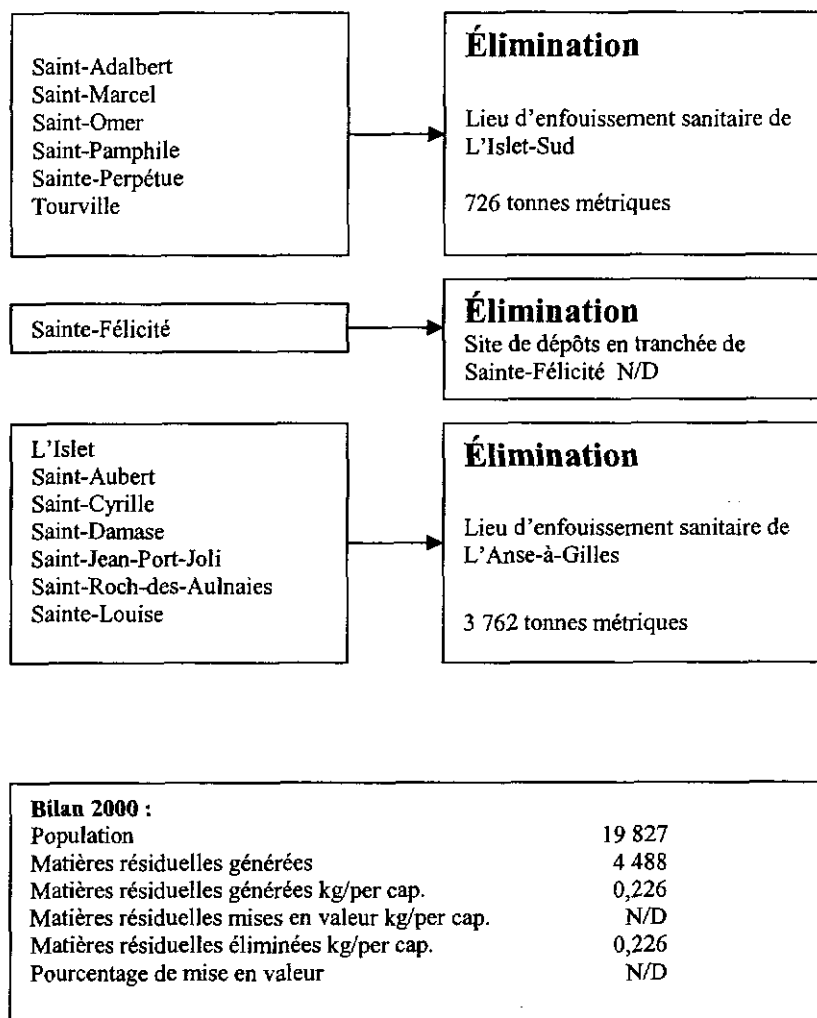 Saint-Adalbert
Saint-Marcel
Saint-Omer
Saint-Pamphile
Sainte-Perpétue
Tourville
Élimination
Lieu d'enfouissement sanitaire de
L'Islet-Sud
726 tonnes métriques
Sainte-Félicité
Élimination
Site de dépôts en tranchée de
Sainte-Félicité N/D
L'Islet
Saint-Aubert
Saint-Cyrille
Saint-Damase
Saint-Jean-Port-Joli
Saint-Roch-des-Aulnaies
Sainte-Louise
Élimination
Lieu d'enfouissement sanitaire de
L'Anse-à-Gilles
3 762 tonnes métriques
Bilan 2000 :
Population 19 827
Matières résiduelles générées 4 488
Matières résiduelles générées kg/per cap. 0,226
Matières résiduelles mises en valeur kg/per cap. N/D
Matières résiduelles éliminées kg/per cap. 0,226
Pourcentage de mise en valeur N/D